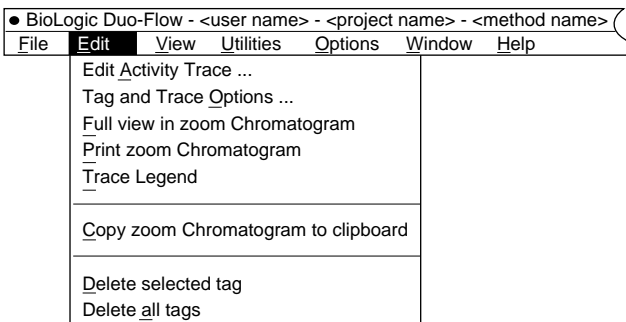 BioLogic Duo-Flow - <user name> - <project name> - <method name>
File Edit View Utilities Options Window Help
Edit Activity Trace ...
Tag and Trace Options ...
Full view in zoom Chromatogram
Print zoom Chromatogram
Trace Legend
Copy zoom Chromatogram to clipboard
Delete selected tag
Delete all tags